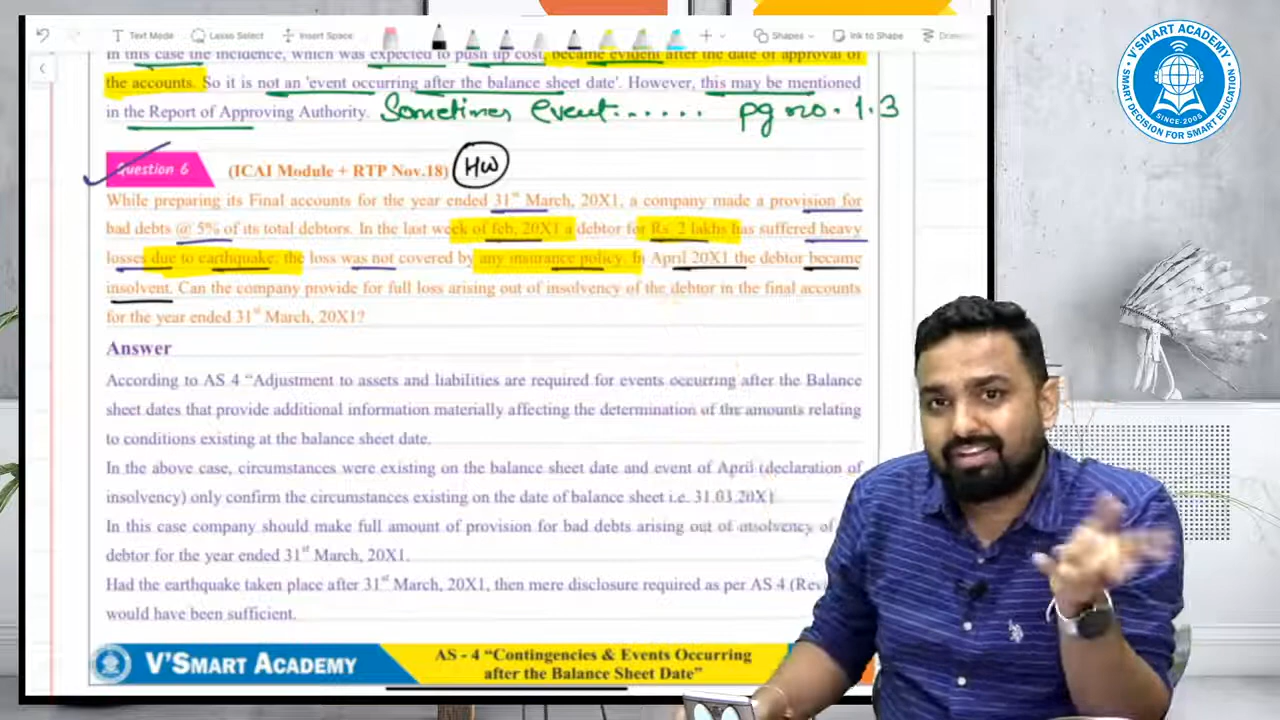 Text Mode Lasso Select Insert Space Shapes Ink to Shape
In this case the incidence, which was expected to push up cost, became evident after the date of approval of
the accounts. So it is not an 'event occurring after the balance sheet date'. However, this may be mentioned
in the Report of Approving Authority. Sometimes event...... pg no. 1.3
Question 6 (ICAI Module + RTP Nov.18) HW
While preparing its Final accounts for the year ended 31st March, 20X1, a company made a provision for
bad debts @ 5% of its total debtors. In the last week of feb, 20X1 a debtor for Rs. 2 lakhs has suffered heavy
losses due to earthquake; the loss was not covered by any insurance policy. In April 20X1 the debtor became
insolvent. Can the company provide for full loss arising out of insolvency of the debtor in the final accounts
for the year ended 31st March, 20X1?
Answer
According to AS 4 “Adjustment to assets and liabilities are required for events occurring after the Balance
sheet dates that provide additional information materially affecting the determination of the amounts relating
to conditions existing at the balance sheet date.
In the above case, circumstances were existing on the balance sheet date and event of April (declaration of
insolvency) only confirm the circumstances existing on the date of balance sheet i.e. 31.03.20X1
In this case company should make full amount of provision for bad debts arising out of insolvency of
debtor for the year ended 31st March, 20X1.
Had the earthquake taken place after 31st March, 20X1, then mere disclosure required as per AS 4
would have been sufficient.
V'SMART ACADEMY
AS - 4 “Contingencies & Events Occurring
after the Balance Sheet Date”
V'SMART ACADEMY
SMART DECISION FOR SMART EDUCATION
SINCE-2005